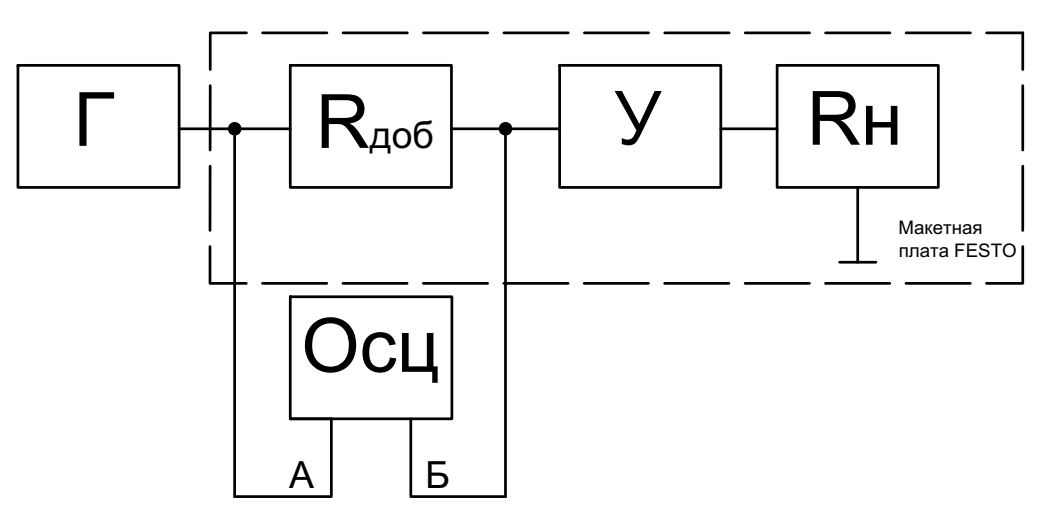 Г
Rдоб
У
Rн
Макетная
плата FESTO
Осц
А
Б